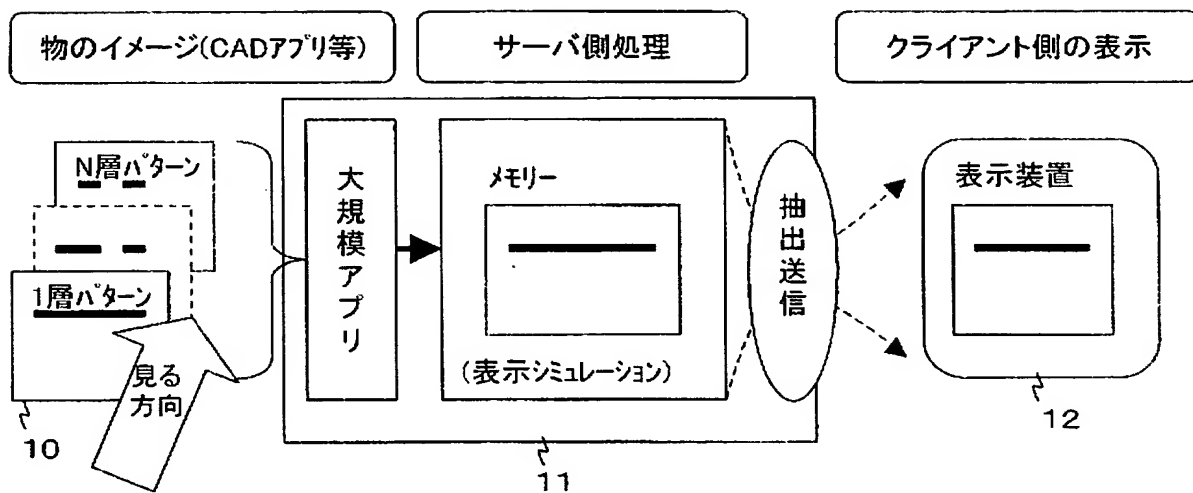 物のイメージ(CADアプリ等)
サーバ側処理
クライアント側の表示
N層パターン
1層パターン
見る
方向
10
大規模アプリ
メモリー
(表示シミュレーション)
抽出送信
11
表示装置
12